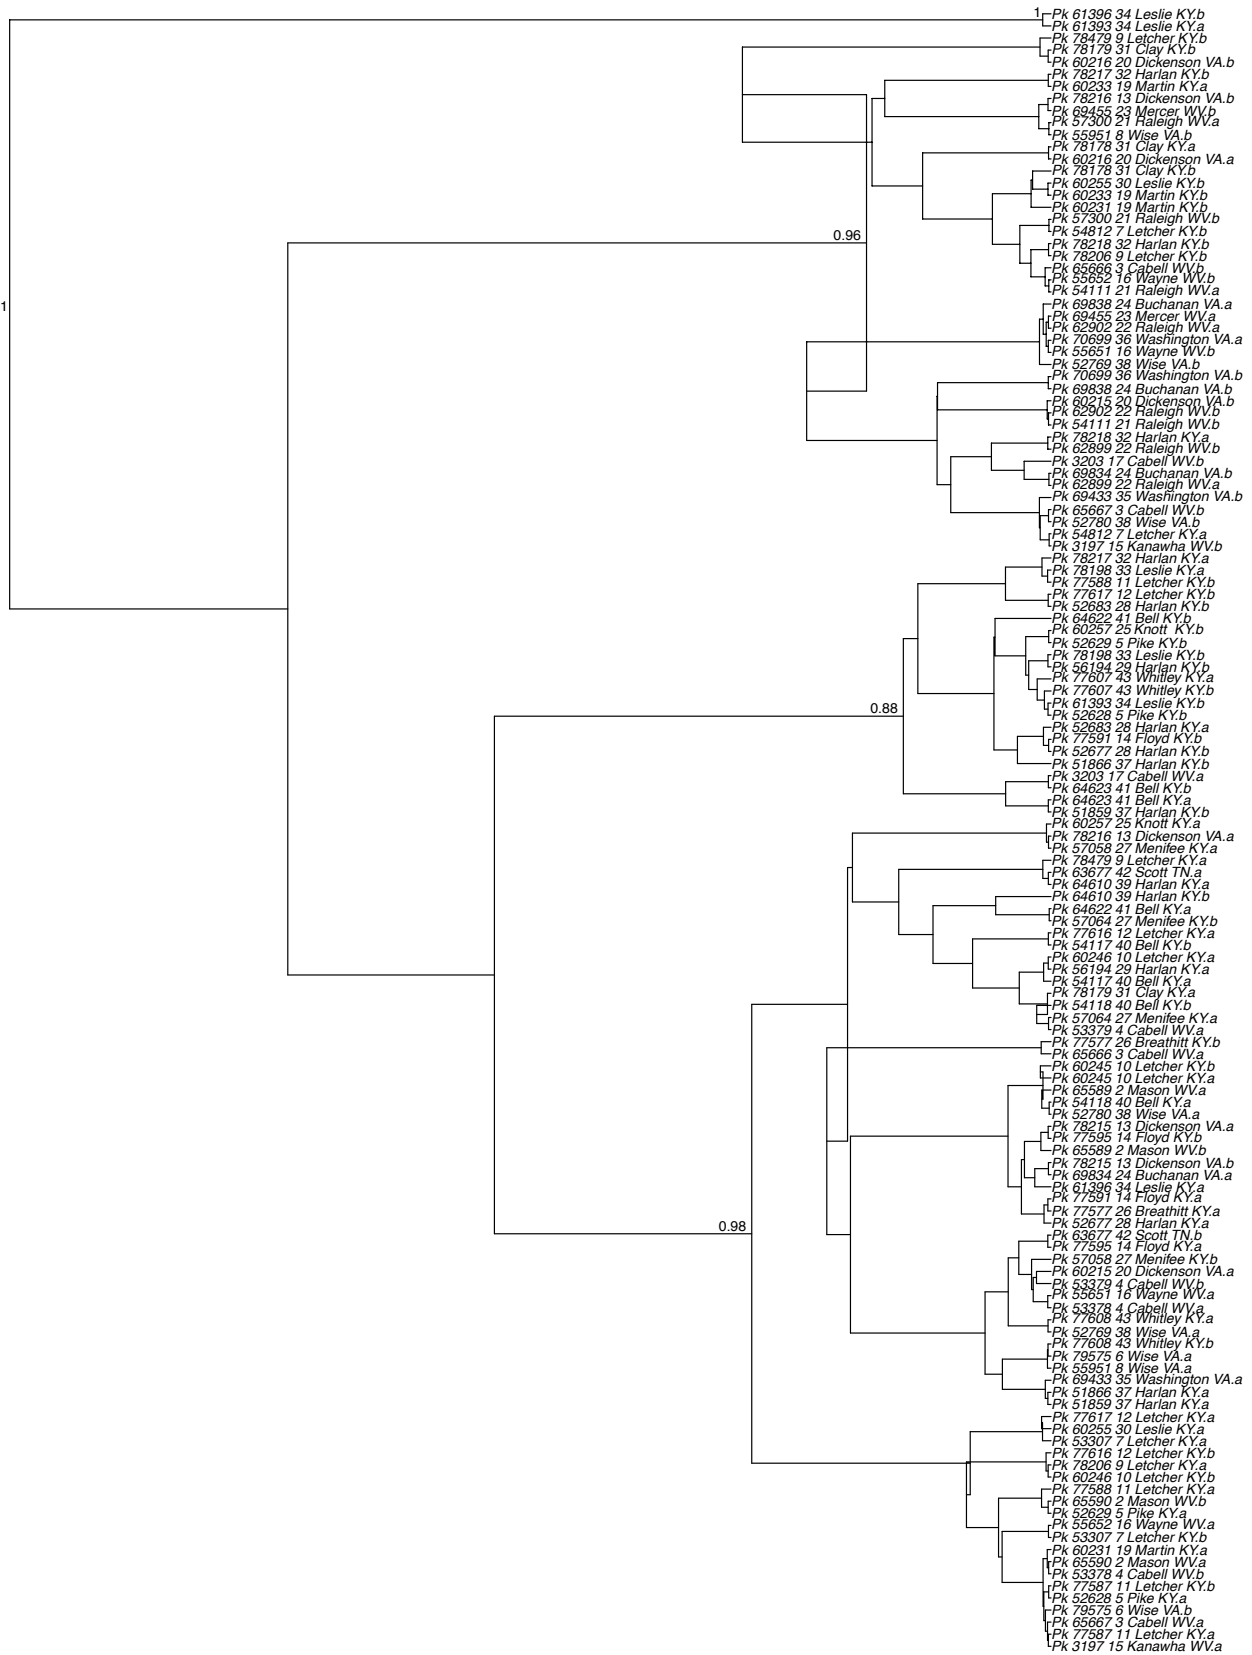 1
Pk 61396 34 Leslie KY.b
Pk 61393 34 Leslie KY.a
Pk 78479 9 Letcher KY.b
Pk 78179 31 Clay KY.b
Pk 60216 20 Dickenson VA.b
Pk 78217 32 Harlan KY.b
Pk 60233 19 Martin KY.a
Pk 78216 13 Dickenson VA.b
Pk 69455 23 Mercer WV.b
Pk 57300 21 Raleigh WV.a
Pk 55951 8 Wise VA.b
Pk 78178 31 Clay KY.a
Pk 60216 20 Dickenson VA.a
Pk 78178 31 Clay KY.b
Pk 60255 30 Leslie KY.b
Pk 60233 19 Martin KY.b
Pk 60231 19 Martin KY.b
Pk 57300 21 Raleigh WV.b
Pk 54812 7 Letcher KY.b
0.96
Pk 78218 32 Harlan KY.b
Pk 78206 9 Letcher KY.b
Pk 65666 3 Cabell WV.b
Pk 55652 16 Wayne WV.b
Pk 54111 21 Raleigh WV.a
1
Pk 69838 24 Buchanan VA.a
Pk 69455 23 Mercer WV.a
Pk 62902 22 Raleigh WV.a
Pk 70699 36 Washington VA.a
Pk 55651 16 Wayne WV.b
Pk 52769 38 Wise VA.b
Pk 70699 36 Washington VA.b
Pk 69838 24 Buchanan VA.b
Pk 60215 20 Dickenson VA.b
Pk 62902 22 Raleigh WV.b
Pk 54111 21 Raleigh WV.b
Pk 78218 32 Harlan KY.a
Pk 62899 22 Raleigh WV.b
Pk 3203 17 Cabell WV.b
Pk 69834 24 Buchanan VA.b
Pk 62899 22 Raleigh WV.a
Pk 69433 35 Washington VA.b
Pk 65667 3 Cabell WV.b
Pk 52780 38 Wise VA.b
Pk 54812 7 Letcher KY.a
Pk 3197 15 Kanawha WV.b
Pk 78217 32 Harlan KY.a
Pk 78198 33 Leslie KY.a
Pk 77588 11 Letcher KY.b
Pk 77617 12 Letcher KY.b
Pk 52683 28 Harlan KY.b
Pk 64622 41 Bell KY.b
Pk 60257 25 Knott  KY.b
Pk 52629 5 Pike KY.b
Pk 78198 33 Leslie KY.b
Pk 56194 29 Harlan KY.b
Pk 77607 43 Whitley KY.a
Pk 77607 43 Whitley KY.b
Pk 61393 34 Leslie KY.b
0.88
Pk 52628 5 Pike KY.b
Pk 52683 28 Harlan KY.a
Pk 77591 14 Floyd KY.b
Pk 52677 28 Harlan KY.b
Pk 51866 37 Harlan KY.b
Pk 3203 17 Cabell WV.a
Pk 64623 41 Bell KY.b
Pk 64623 41 Bell KY.a
Pk 51859 37 Harlan KY.b
Pk 60257 25 Knott KY.a
Pk 78216 13 Dickenson VA.a
Pk 57058 27 Menifee KY.a
Pk 78479 9 Letcher KY.a
Pk 63677 42 Scott TN.a
Pk 64610 39 Harlan KY.a
Pk 64610 39 Harlan KY.b
Pk 64622 41 Bell KY.a
Pk 57064 27 Menifee KY.b
Pk 77616 12 Letcher KY.a
Pk 54117 40 Bell KY.b
Pk 60246 10 Letcher KY.a
Pk 56194 29 Harlan KY.a
Pk 54117 40 Bell KY.a
Pk 78179 31 Clay KY.a
Pk 54118 40 Bell KY.b
Pk 57064 27 Menifee KY.a
Pk 53379 4 Cabell WV.a
Pk 77577 26 Breathitt KY.b
Pk 65666 3 Cabell WV.a
Pk 60245 10 Letcher KY.b
Pk 60245 10 Letcher KY.a
Pk 65589 2 Mason WV.a
Pk 54118 40 Bell KY.a
Pk 52780 38 Wise VA.a
Pk 78215 13 Dickenson VA.a
Pk 77595 14 Floyd KY.b
Pk 65589 2 Mason WV.b
Pk 78215 13 Dickenson VA.b
Pk 69834 24 Buchanan VA.a
Pk 61396 34 Leslie KY.a
Pk 77591 14 Floyd KY.a
Pk 77577 26 Breathitt KY.a
Pk 52677 28 Harlan KY.a
0.98
Pk 63677 42 Scott TN.b
Pk 77595 14 Floyd KY.a
Pk 57058 27 Menifee KY.b
Pk 60215 20 Dickenson VA.a
Pk 53379 4 Cabell WV.b
Pk 55651 16 Wayne WV.a
Pk 53378 4 Cabell WV.a
Pk 77608 43 Whitley KY.a
Pk 52769 38 Wise VA.a
Pk 77608 43 Whitley KY.b
Pk 79575 6 Wise VA.a
Pk 55951 8 Wise VA.a
Pk 69433 35 Washington VA.a
Pk 51866 37 Harlan KY.a
Pk 51859 37 Harlan KY.a
Pk 77617 12 Letcher KY.a
Pk 60255 30 Leslie KY.a
Pk 53307 7 Letcher KY.a
Pk 77616 12 Letcher KY.b
Pk 78206 9 Letcher KY.a
Pk 60246 10 Letcher KY.b
Pk 77588 11 Letcher KY.a
Pk 65590 2 Mason WV.b
Pk 52629 5 Pike KY.a
Pk 55652 16 Wayne WV.a
Pk 53307 7 Letcher KY.b
Pk 60231 19 Martin KY.a
Pk 65590 2 Mason WV.a
Pk 53378 4 Cabell WV.b
Pk 77587 11 Letcher KY.b
Pk 52628 5 Pike KY.a
Pk 79575 6 Wise VA.b
Pk 65667 3 Cabell WV.a
Pk 77587 11 Letcher KY.a
Pk 3197 15 Kanawha WV.a